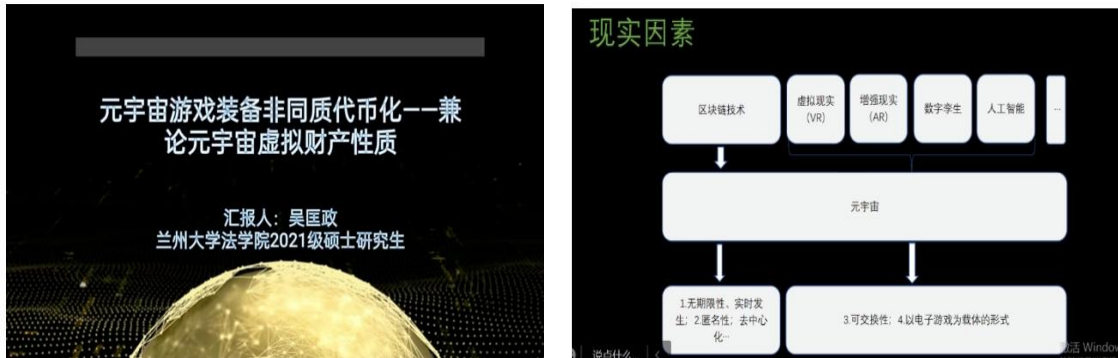 元宇宙游戏装备非同质代币化——兼
论元宇宙虚拟财产性质
汇报人：吴匡政
兰州大学法学院2021级硕士研究生
现实因素
区块链技术
虚拟现实
(VR)
增强现实
(AR)
数字孪生
人工智能
...
元宇宙
1.无期限性、实时发
生；2.匿名性；去中心
化...
3.可交换性；4.以电子游戏为载体的形式
说点什么...
激活 Window